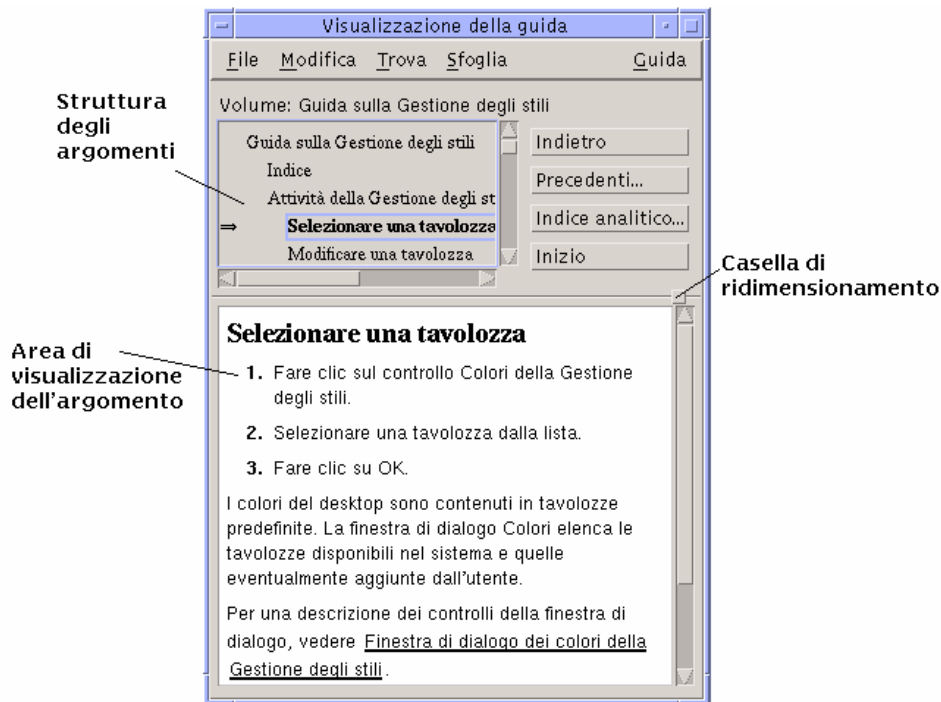 Visualizzazione della guida
File Modifica Trova Sfoglia Guida
Struttura
degli
argomenti
Volume: Guida sulla Gestione degli stili
Guida sulla Gestione degli stili
Indice
Attività della Gestione degli st
⇒ Selezionare una tavolozza
Modificare una tavolozza
Indietro
Precedenti...
Indice analitico...
Inizio
Casella di
ridimensionamento
Area di
visualizzazione
dell'argomento
Selezionare una tavolozza
1. Fare clic sul controllo Colori della Gestione
degli stili.
2. Selezionare una tavolozza dalla lista.
3. Fare clic su OK.
I colori del desktop sono contenuti in tavolozze
predefinite. La finestra di dialogo Colori elenca le
tavolozze disponibili nel sistema e quelle
eventualmente aggiunte dall'utente.
Per una descrizione dei controlli della finestra di
dialogo, vedere Finestra di dialogo dei colori della
Gestione degli stili.